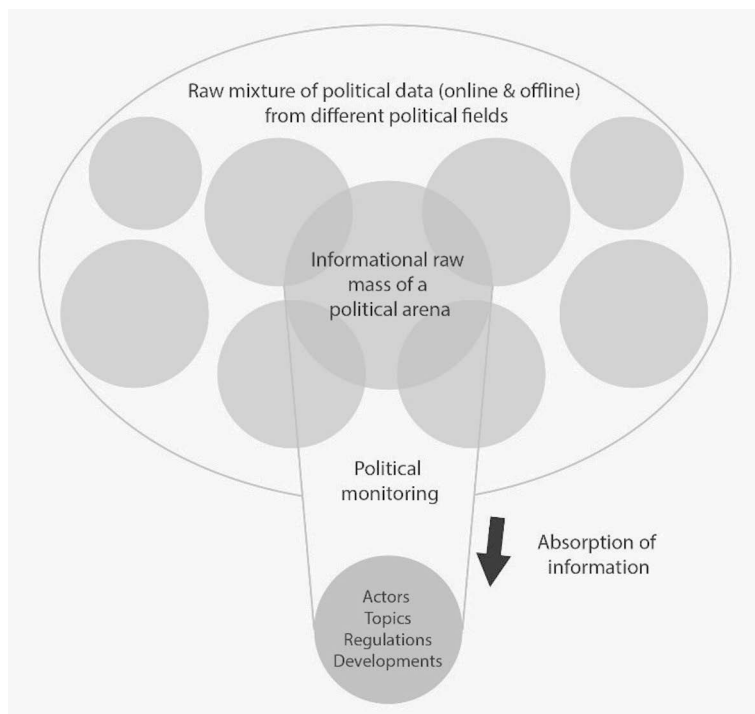 Raw mixture of political data (online & offline)
from different political fields
Informational raw
mass of a
political arena
Political
monitoring
Absorption of
information
Actors
Topics
Regulations
Developments